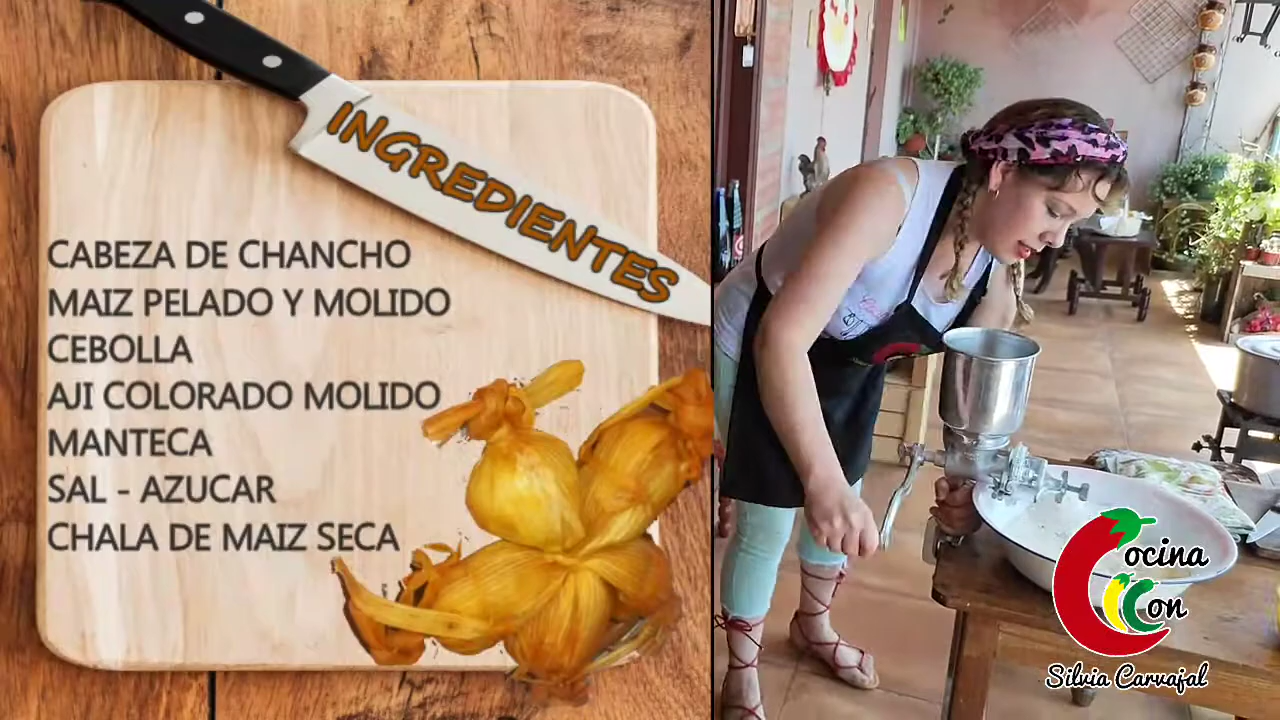 INGREDIENTES
CABEZA DE CHANCHO
MAIZ PELADO Y MOLIDO
CEBOLLA
AJI COLORADO MOLIDO
MANTECA
SAL - AZUCAR
CHALA DE MAIZ SECA
Cocina
Con
Silvia Carvajal